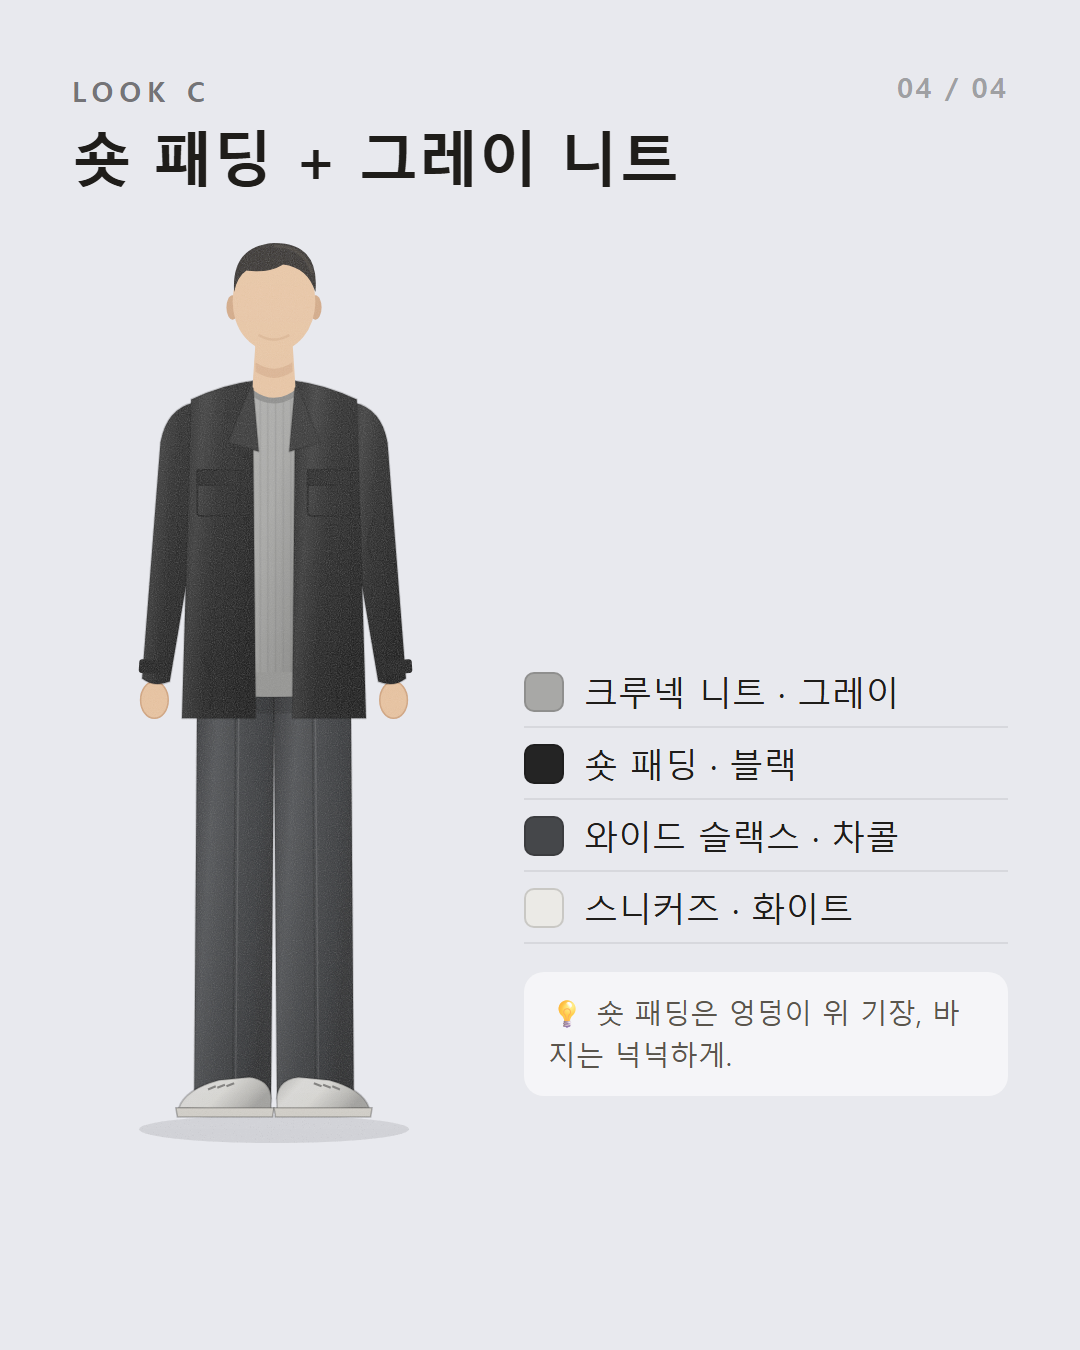 LOOK C
04 / 04
숏 패딩 + 그레이 니트
크루넥 니트 · 그레이
숏 패딩 · 블랙
와이드 슬랙스 · 차콜
스니커즈 · 화이트
💡 숏 패딩은 엉덩이 위 기장, 바
지는 넉넉하게.